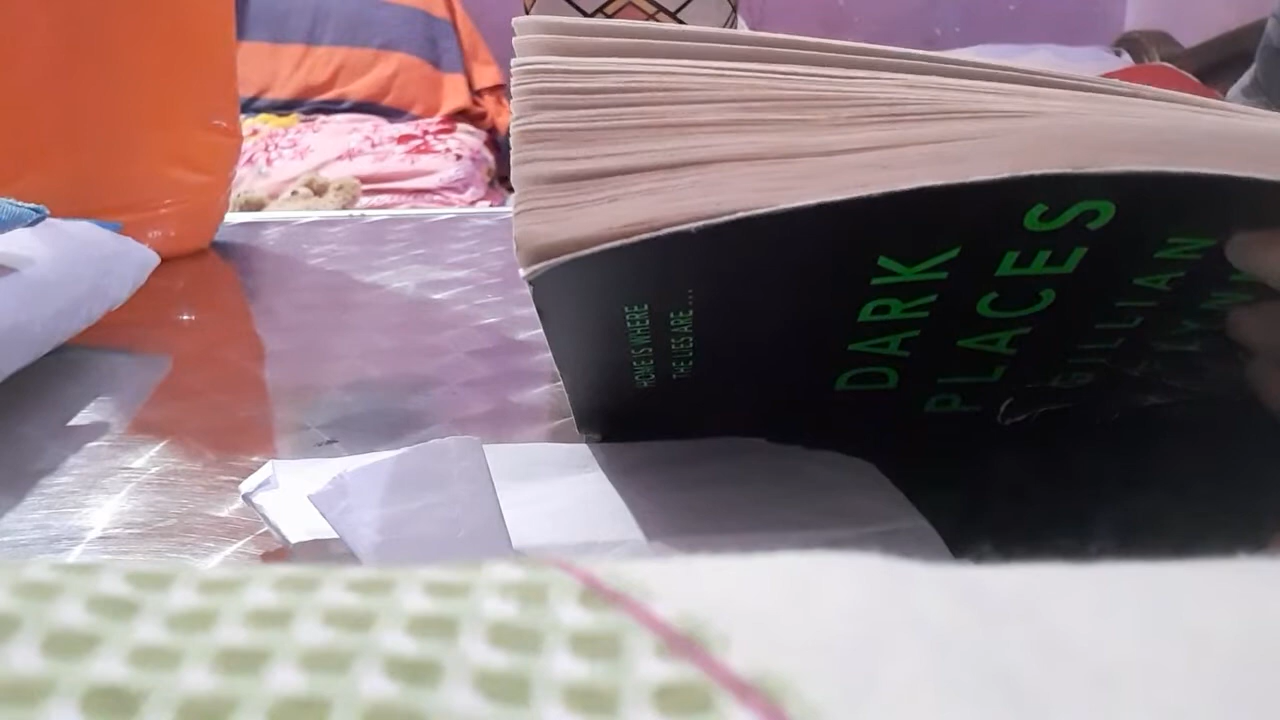 HOME IS WHERE
THE LIES ARE....
DARK
PLACES
GILLIAN